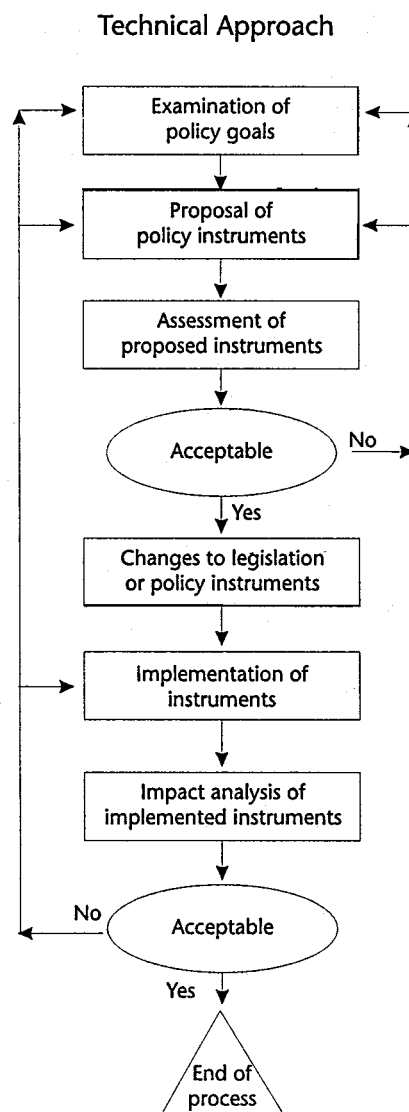 Technical Approach
Examination of
policy goals
Proposal of
policy instruments
Assessment of
proposed instruments
Acceptable
No
Yes
Changes to legislation
or policy instruments
Implementation of
instruments
Impact analysis of
implemented instruments
No
Acceptable
Yes
End of
process